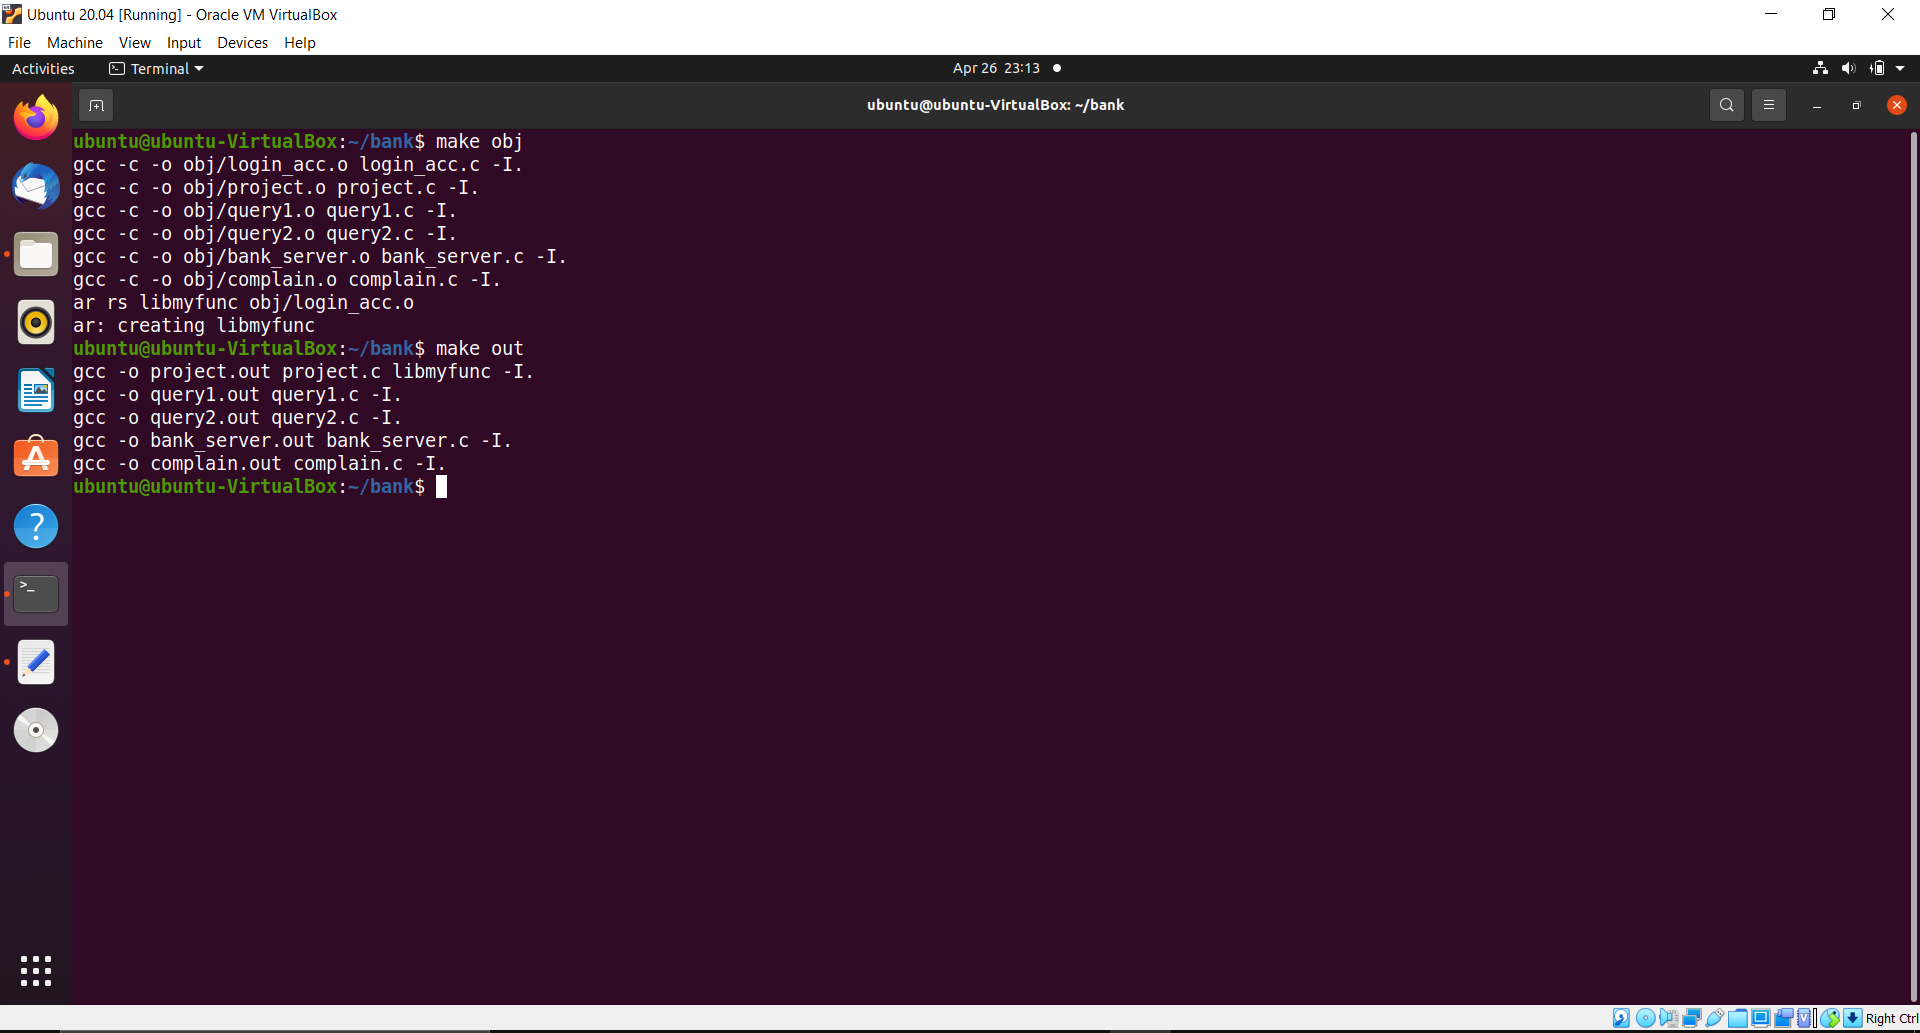 Ubuntu 20.04 [Running] - Oracle VM VirtualBox
File Machine View Input Devices Help
Activities Terminal Apr 26 23:13
ubuntu@ubuntu-VirtualBox: ~/bank
ubuntu@ubuntu-VirtualBox:~/bank$ make obj
gcc -c -o obj/login_acc.o login_acc.c -I.
gcc -c -o obj/project.o project.c -I.
gcc -c -o obj/query1.o query1.c -I.
gcc -c -o obj/query2.o query2.c -I.
gcc -c -o obj/bank_server.o bank_server.c -I.
gcc -c -o obj/complain.o complain.c -I.
ar rs libmyfunc obj/login_acc.o
ar: creating libmyfunc
ubuntu@ubuntu-VirtualBox:~/bank$ make out
gcc -o project.out project.c libmyfunc -I.
gcc -o query1.out query1.c -I.
gcc -o query2.out query2.c -I.
gcc -o bank_server.out bank_server.c -I.
gcc -o complain.out complain.c -I.
ubuntu@ubuntu-VirtualBox:~/bank$
Right Ctrl